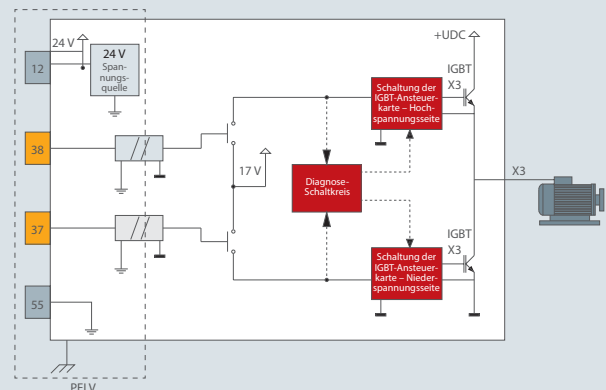 +UDC
24 V
12
24 V
Span-
nungs-
quelle
IGBT
X3
Schaltung der
IGBT-Ansteuer-
karte – Hoch-
spannungsseite
38
17 V
Diagnose-
Schaltkreis
X3
37
IGBT
X3
Schaltung der
IGBT-Ansteuer-
karte – Nieder-
spannungsseite
55
PELV